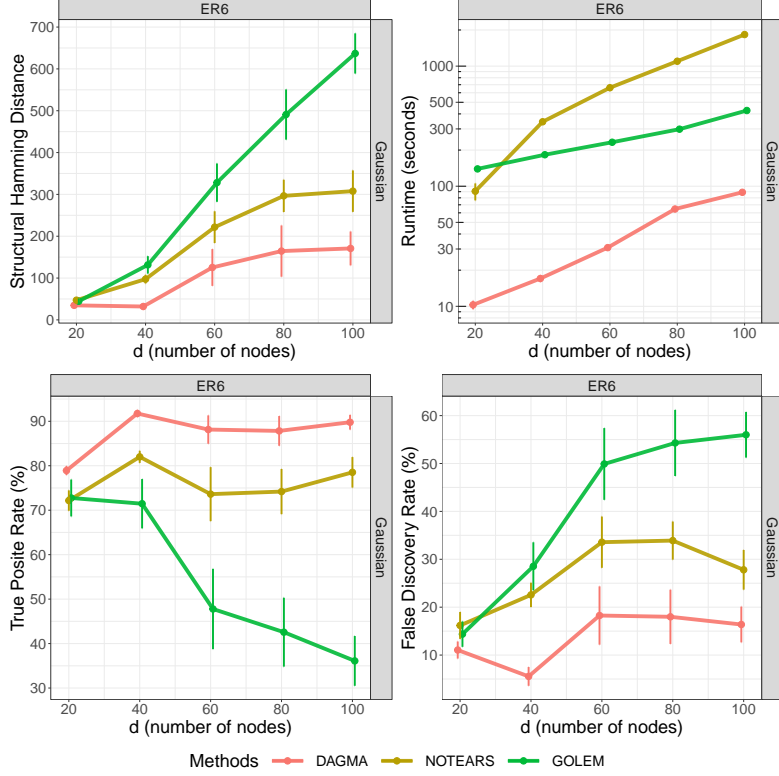 ER6
Structural Hamming Distance
700
600
500
400
300
200
100
0
20 40 60 80 100
d (number of nodes)
Gaussian
ER6
Runtime (seconds)
1000
500
300
100
50
30
10
20 40 60 80 100
d (number of nodes)
Gaussian
ER6
True Posite Rate (%)
90
80
70
60
50
40
30
20 40 60 80 100
d (number of nodes)
Gaussian
ER6
False Discovery Rate (%)
60
50
40
30
20
10
20 40 60 80 100
d (number of nodes)
Gaussian
Methods DAGMA NOTEARS GOLEM